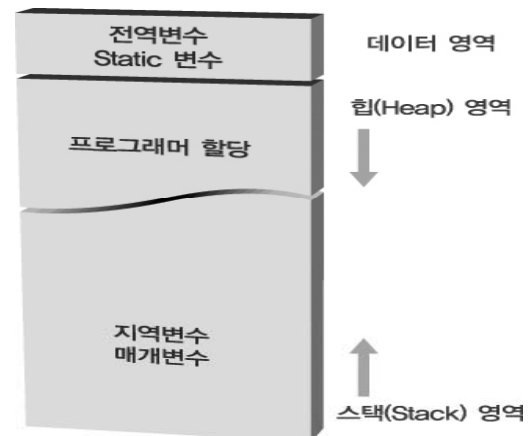 전역변수
Static 변수
데이터 영역
힙(Heap) 영역
프로그래머 할당
지역변수
매개변수
스택(Stack) 영역